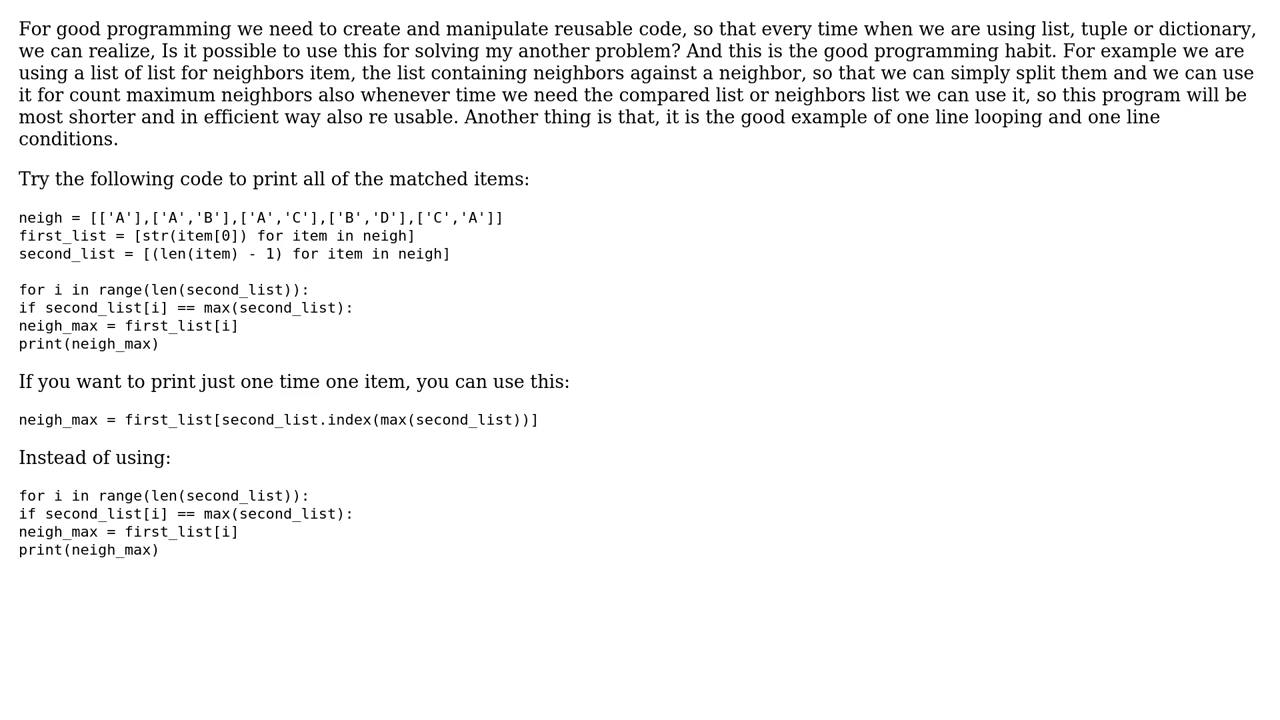 For good programming we need to create and manipulate reusable code, so that every time when we are using list, tuple or dictionary,
we can realize, Is it possible to use this for solving my another problem? And this is the good programming habit. For example we are
using a list of list for neighbors item, the list containing neighbors against a neighbor, so that we can simply split them and we can use
it for count maximum neighbors also whenever time we need the compared list or neighbors list we can use it, so this program will be
most shorter and in efficient way also re usable. Another thing is that, it is the good example of one line looping and one line
conditions.
Try the following code to print all of the matched items:
neigh = [['A'],['A','B'],['A','C'],['B','D'],['C','A']]
first_list = [str(item[0]) for item in neigh]
second_list = [(len(item) - 1) for item in neigh]
for i in range(len(second_list)):
if second_list[i] == max(second_list):
neigh_max = first_list[i]
print(neigh_max)
If you want to print just one time one item, you can use this:
neigh_max = first_list[second_list.index(max(second_list))]
Instead of using:
for i in range(len(second_list)):
if second_list[i] == max(second_list):
neigh_max = first_list[i]
print(neigh_max)